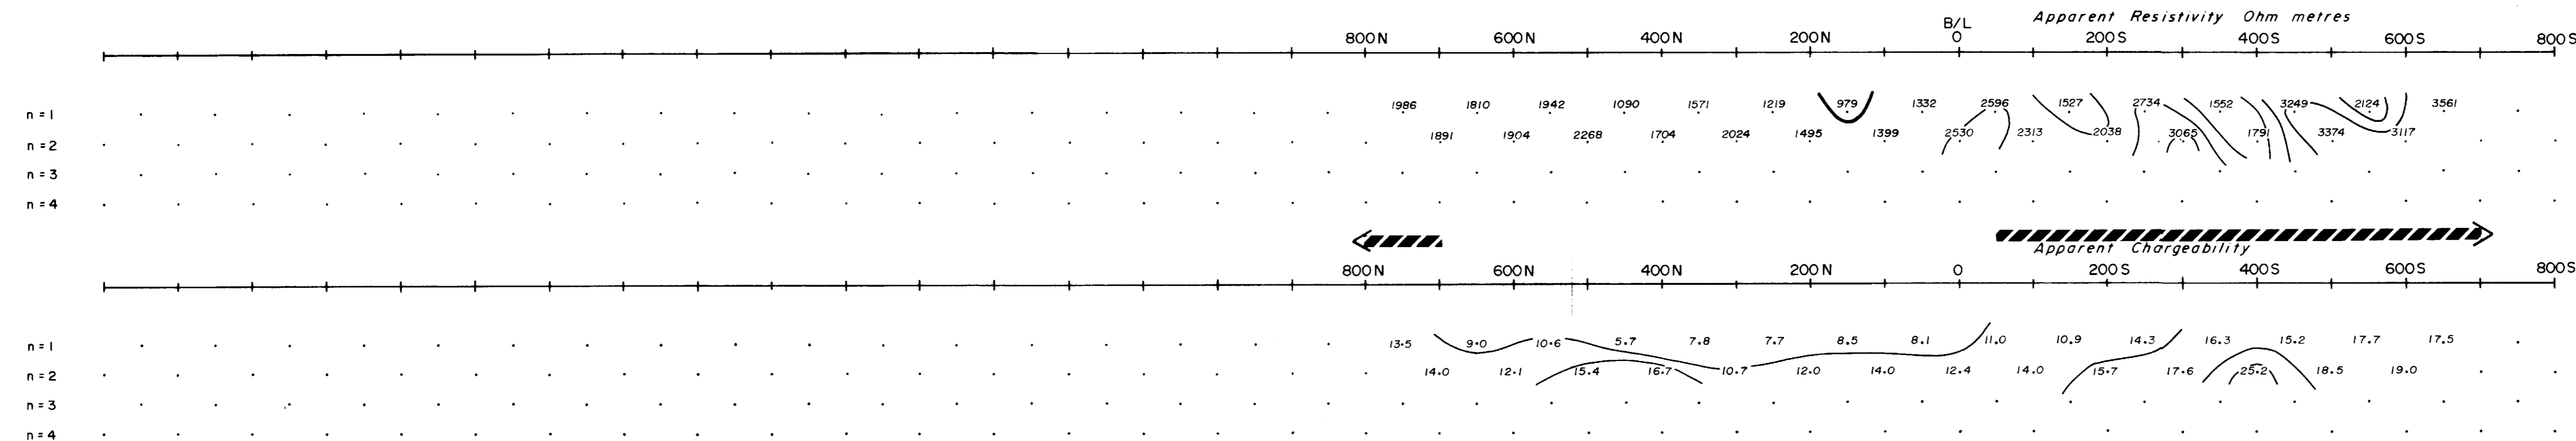 Apparent Resistivity Ohm metres
B/L
800N 600N 400N 200N 0 200S 400S 600S 800S
n=1 1986 1810 1942 1090 1571 1219 979 1332 2596 1527 2734 1552 3249 2124 3561
n=2 1891 1904 2268 1704 2024 1495 1399 2530 2313 2038 3065 1791 3374 3117
n=3
n=4
Apparent Chargeability
800N 600N 400N 200N 0 200S 400S 600S 800S
n=1 13.5 9.0 10.6 5.7 7.8 7.7 8.5 8.1 11.0 10.9 14.3 16.3 15.2 17.7 17.5
n=2 14.0 12.1 15.4 16.7 10.7 12.0 14.0 12.4 14.0 15.7 17.6 25.2 18.5 19.0
n=3
n=4